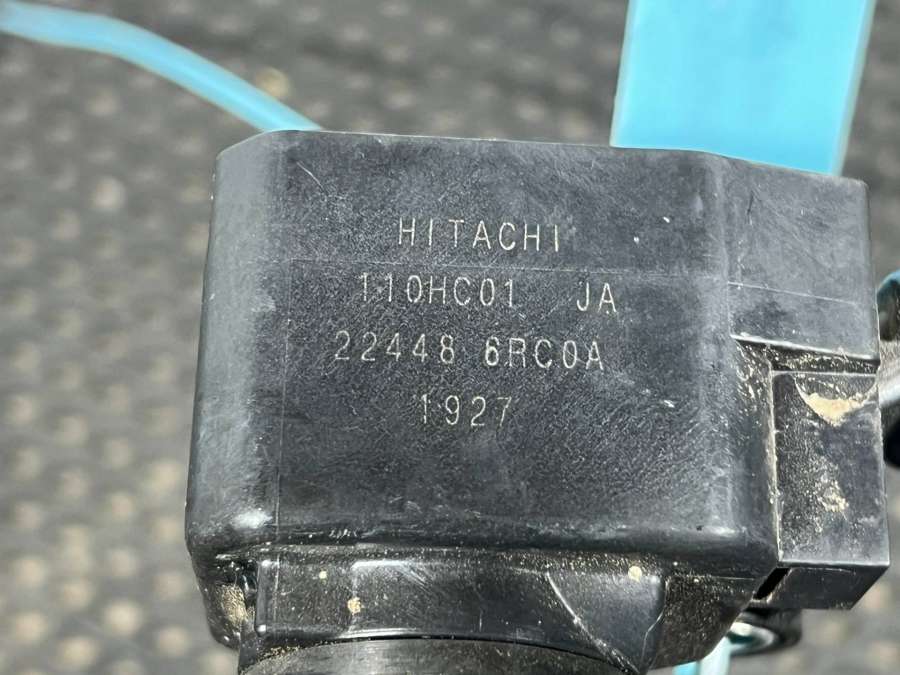 HITACHI
110HC01 JA
22448 6RC0A
1927